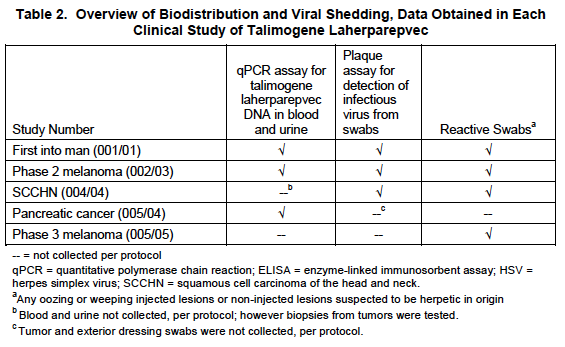 Table 2. Overview of Biodistribution and Viral Shedding, Data Obtained in Each
Clinical Study of Talimogene Laherparepvec
Study Number
qPCR assay for
talimogene
laherparepvec
DNA in blood
and urine
Plaque
assay for
detection of
infectious
virus from
swabs
Reactive Swabsᵃ
First into man (001/01) √ √ √
Phase 2 melanoma (002/03) √ √ √
SCCHN (004/04) --ᵇ √ √
Pancreatic cancer (005/04) √ --ᶜ --
Phase 3 melanoma (005/05) -- -- √
-- = not collected per protocol
qPCR = quantitative polymerase chain reaction; ELISA = enzyme-linked immunosorbent assay; HSV =
herpes simplex virus; SCCHN = squamous cell carcinoma of the head and neck.
ᵃAny oozing or weeping injected lesions or non-injected lesions suspected to be herpetic in origin
ᵇ Blood and urine not collected, per protocol; however biopsies from tumors were tested.
ᶜ Tumor and exterior dressing swabs were not collected, per protocol.